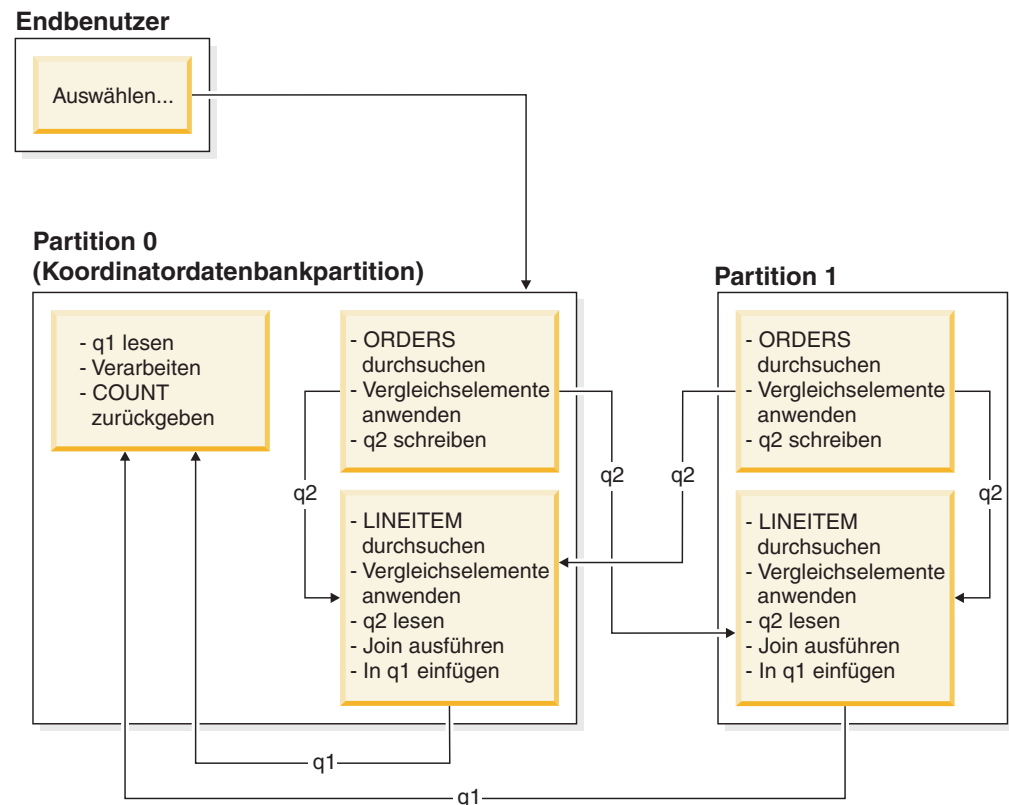 Endbenutzer
Auswählen...
Partition 0
(Koordinatordatenbankpartition)
- q1 lesen
- Verarbeiten
- COUNT
zurückgeben
- ORDERS
durchsuchen
- Vergleichselemente
anwenden
- q2 schreiben
q2
- LINEITEM
durchsuchen
- Vergleichselemente
anwenden
- q2 lesen
- Join ausführen
- In q1 einfügen
q2
q2
Partition 1
- ORDERS
durchsuchen
- Vergleichselemente
anwenden
- q2 schreiben
q2
- LINEITEM
durchsuchen
- Vergleichselemente
anwenden
- q2 lesen
- Join ausführen
- In q1 einfügen
q1
q1